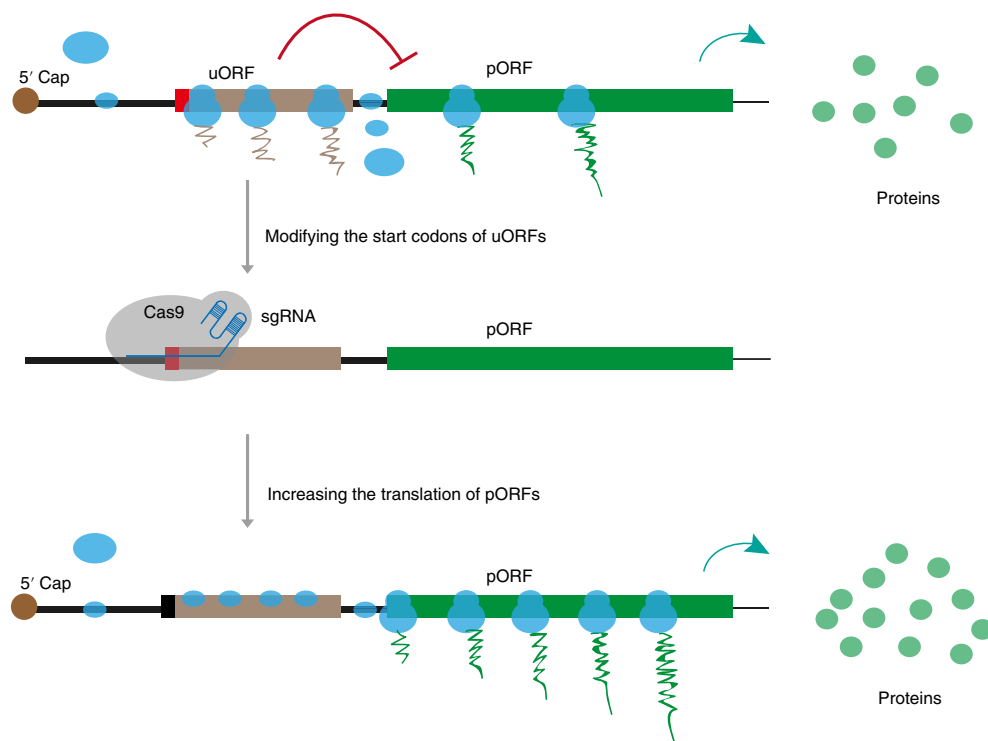 5′ Cap
uORF
pORF
Proteins
Modifying the start codons of uORFs
Cas9
sgRNA
pORF
Increasing the translation of pORFs
5′ Cap
pORF
Proteins